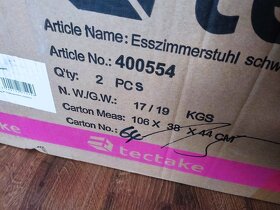 Article Name: Esszimmerstuhl schw
Article No.: 400554
Q'ty: 2 PCS
N. W./G.W.: 17/19 KGS
Carton Meas: 106 X 38 X 44 CM
Carton No.:
tectake